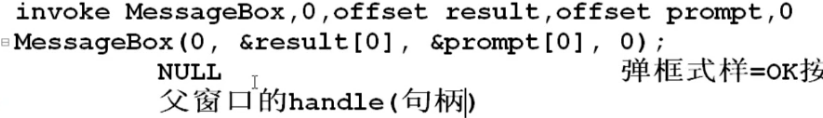 invoke MessageBox,0,offset result,offset prompt,0
MessageBox(0, &result[0], &prompt[0], 0);
NULL 弹框式样=OK按
父窗口的handle(句柄)